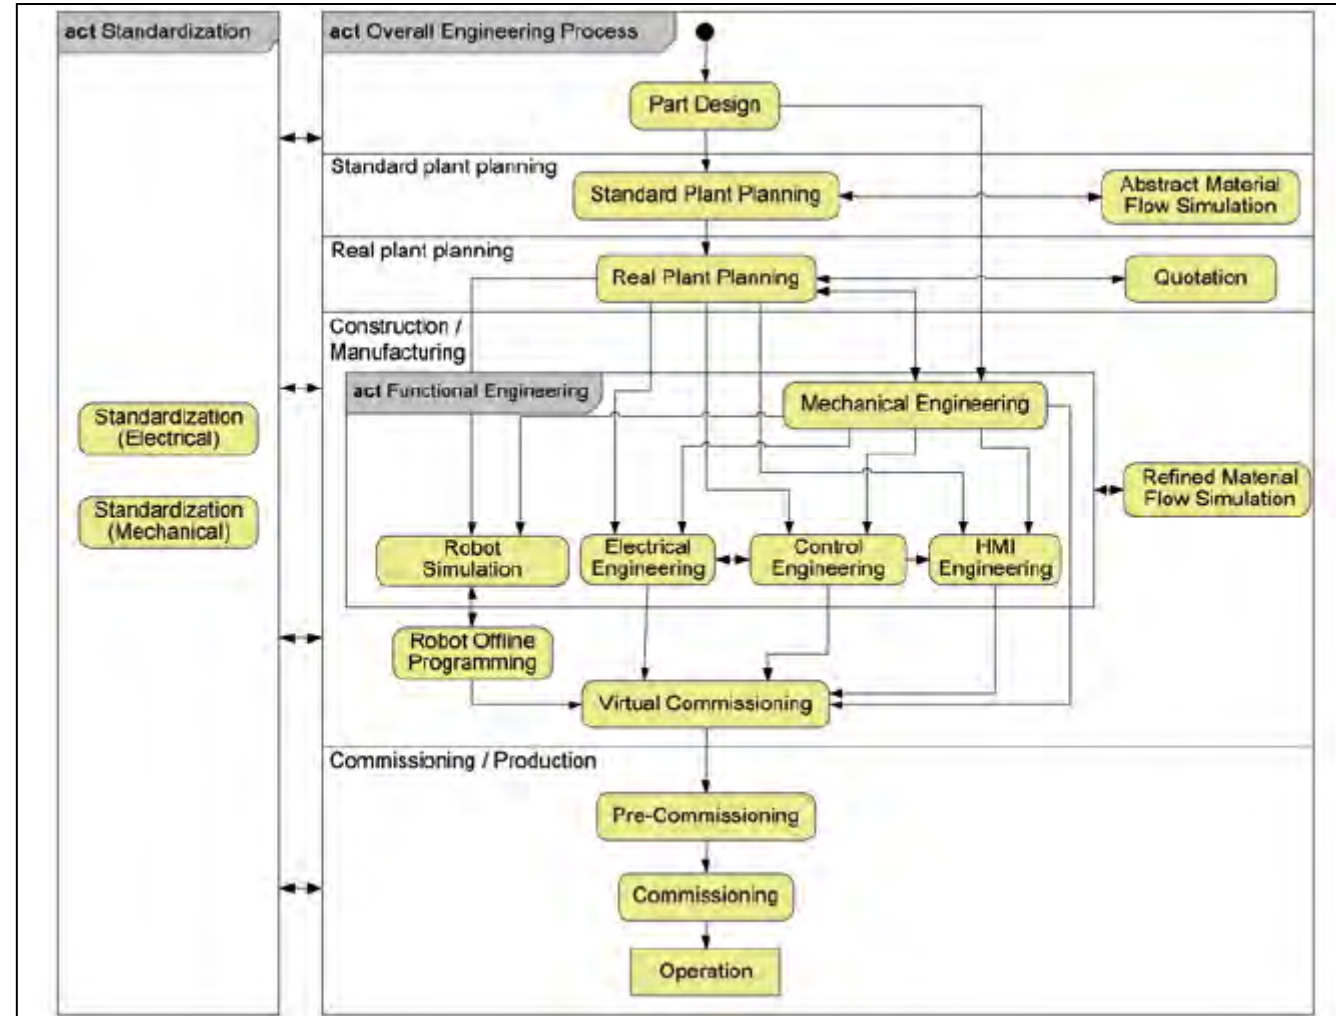 act Standardization
act Overall Engineering Process
Part Design
Standard plant planning
Standard Plant Planning
Abstract Material
Flow Simulation
Real plant planning
Real Plant Planning
Quotation
Construction /
Manufacturing
act Functional Engineering
Mechanical Engineering
Standardization
(Electrical)
Standardization
(Mechanical)
Refined Material
Flow Simulation
Robot
Simulation
Electrical
Engineering
Control
Engineering
HMI
Engineering
Robot Offline
Programming
Virtual Commissioning
Commissioning / Production
Pre-Commissioning
Commissioning
Operation